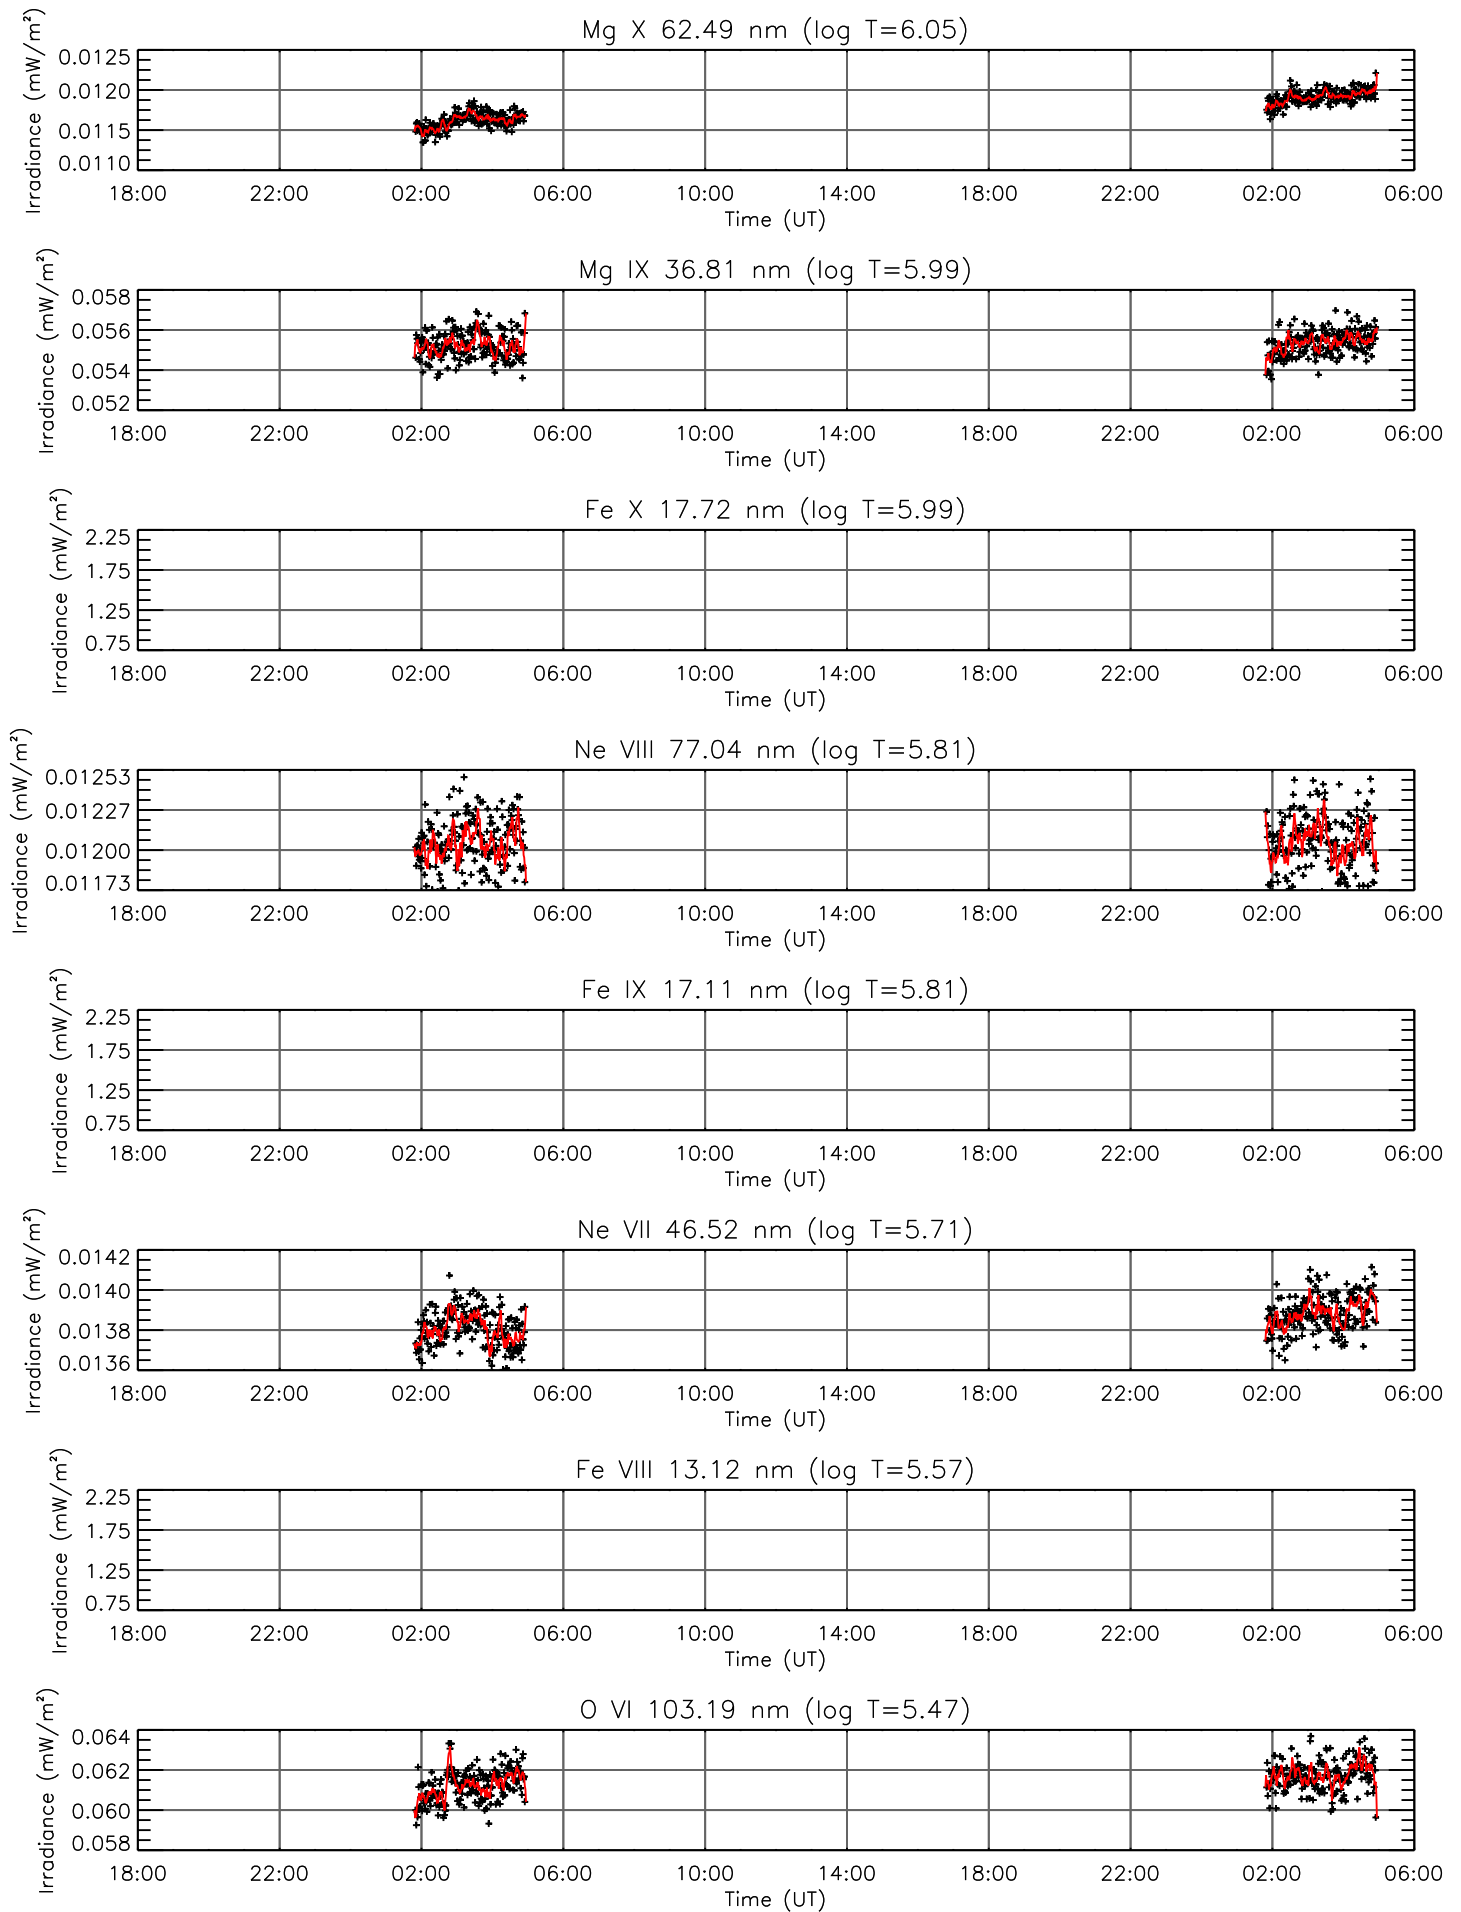 Mg X 62.49 nm (log T=6.05)
Irradiance (mW/m²)
0.0125
0.0120
0.0115
0.0110
18:00 22:00 02:00 06:00 10:00 14:00 18:00 22:00 02:00 06:00
Time (UT)
Mg IX 36.81 nm (log T=5.99)
Irradiance (mW/m²)
0.058
0.056
0.054
0.052
18:00 22:00 02:00 06:00 10:00 14:00 18:00 22:00 02:00 06:00
Time (UT)
Fe X 17.72 nm (log T=5.99)
Irradiance (mW/m²)
2.25
1.75
1.25
0.75
18:00 22:00 02:00 06:00 10:00 14:00 18:00 22:00 02:00 06:00
Time (UT)
Ne VIII 77.04 nm (log T=5.81)
Irradiance (mW/m²)
0.01253
0.01227
0.01200
0.01173
18:00 22:00 02:00 06:00 10:00 14:00 18:00 22:00 02:00 06:00
Time (UT)
Fe IX 17.11 nm (log T=5.81)
Irradiance (mW/m²)
2.25
1.75
1.25
0.75
18:00 22:00 02:00 06:00 10:00 14:00 18:00 22:00 02:00 06:00
Time (UT)
Ne VII 46.52 nm (log T=5.71)
Irradiance (mW/m²)
0.0142
0.0140
0.0138
0.0136
18:00 22:00 02:00 06:00 10:00 14:00 18:00 22:00 02:00 06:00
Time (UT)
Fe VIII 13.12 nm (log T=5.57)
Irradiance (mW/m²)
2.25
1.75
1.25
0.75
18:00 22:00 02:00 06:00 10:00 14:00 18:00 22:00 02:00 06:00
Time (UT)
O VI 103.19 nm (log T=5.47)
Irradiance (mW/m²)
0.064
0.062
0.060
0.058
18:00 22:00 02:00 06:00 10:00 14:00 18:00 22:00 02:00 06:00
Time (UT)